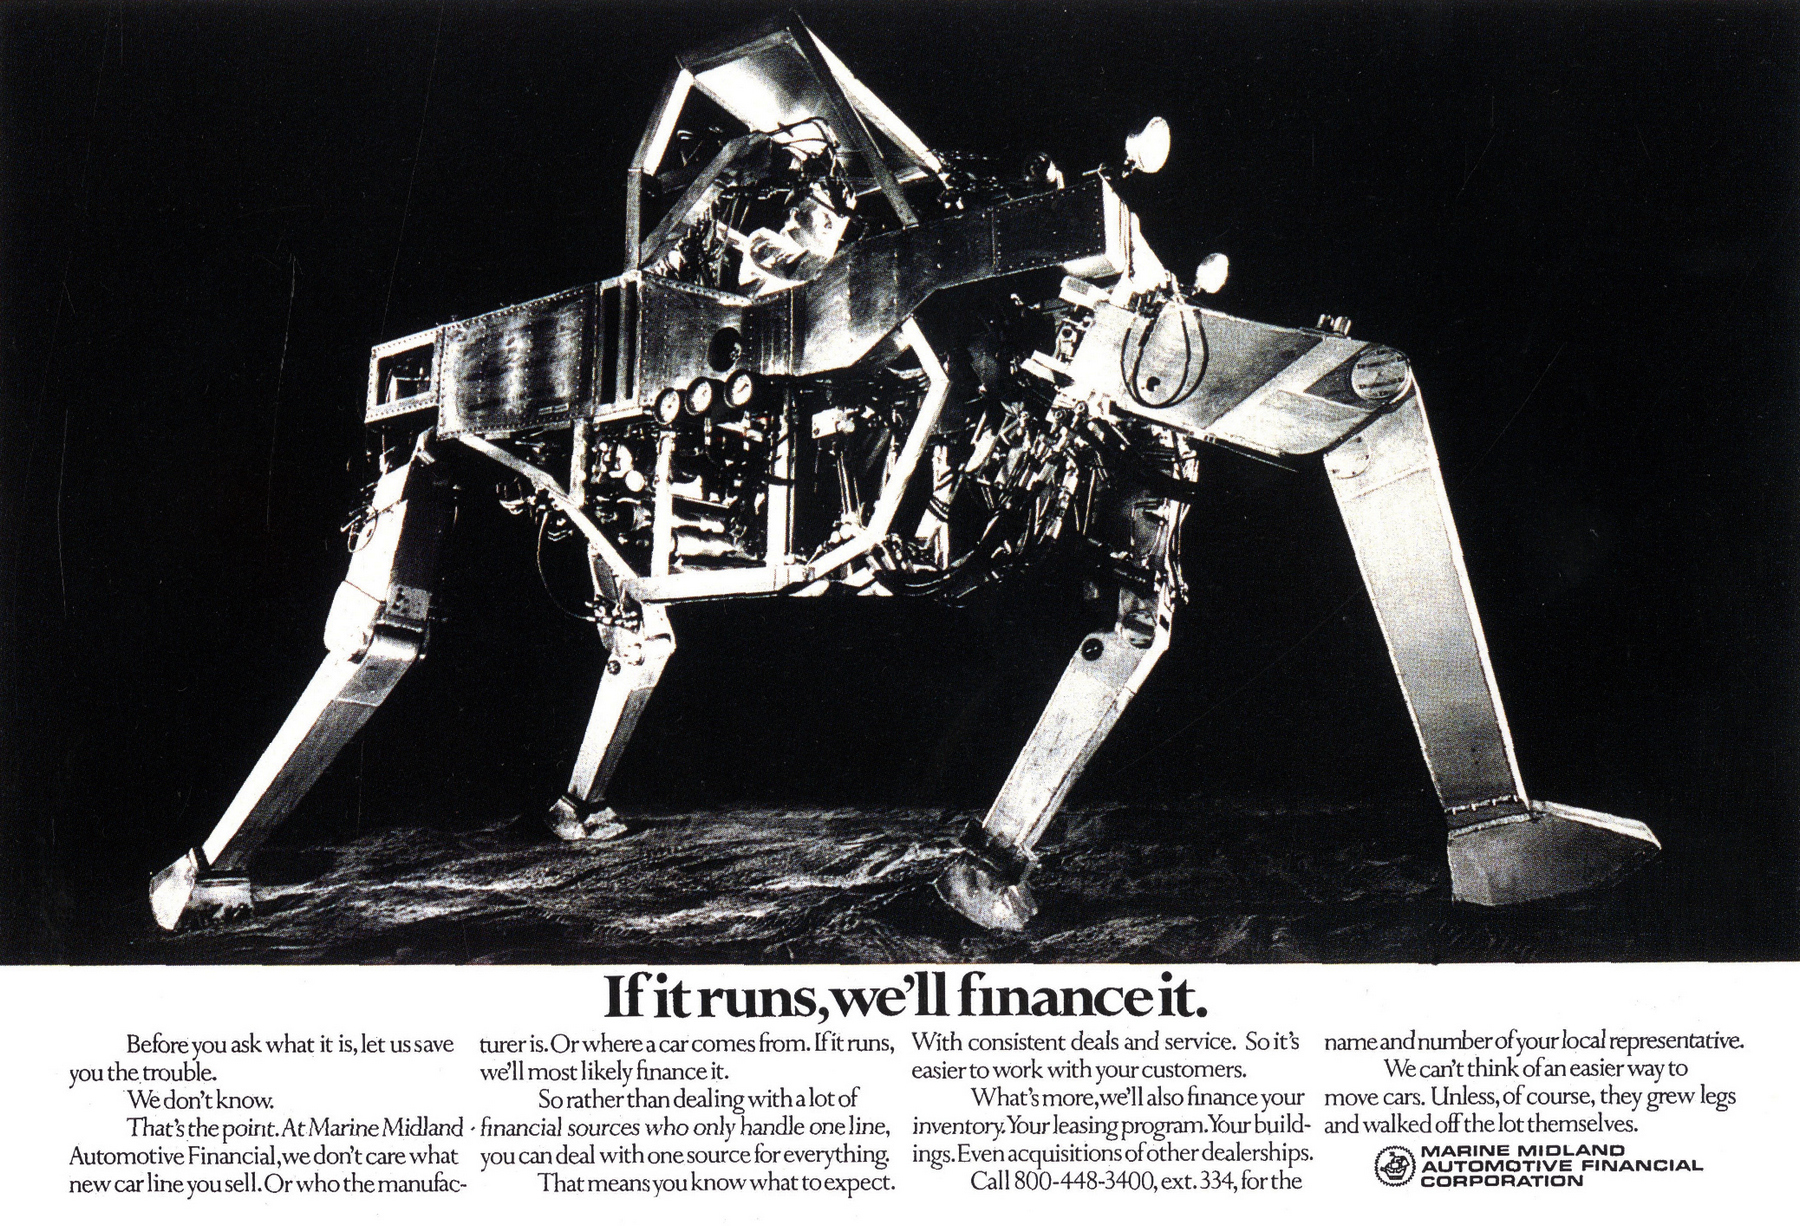 If it runs, we'll finance it.
Before you ask what it is, let us save
you the trouble.
We don't know.
That's the point. At Marine Midland
Automotive Financial, we don't care what
new car line you sell. Or who the manufac-
turer is. Or where a car comes from. If it runs,
we'll most likely finance it.
So rather than dealing with a lot of
financial sources who only handle one line,
you can deal with one source for everything.
That means you know what to expect.
With consistent deals and service. So it's
easier to work with your customers.
What's more, we'll also finance your
inventory. Your leasing program. Your build-
ings. Even acquisitions of other dealerships.
Call 800-448-3400, ext. 334, for the
name and number of your local representative.
We can't think of an easier way to
move cars. Unless, of course, they grew legs
and walked off the lot themselves.
MARINE MIDLAND
AUTOMOTIVE FINANCIAL
CORPORATION